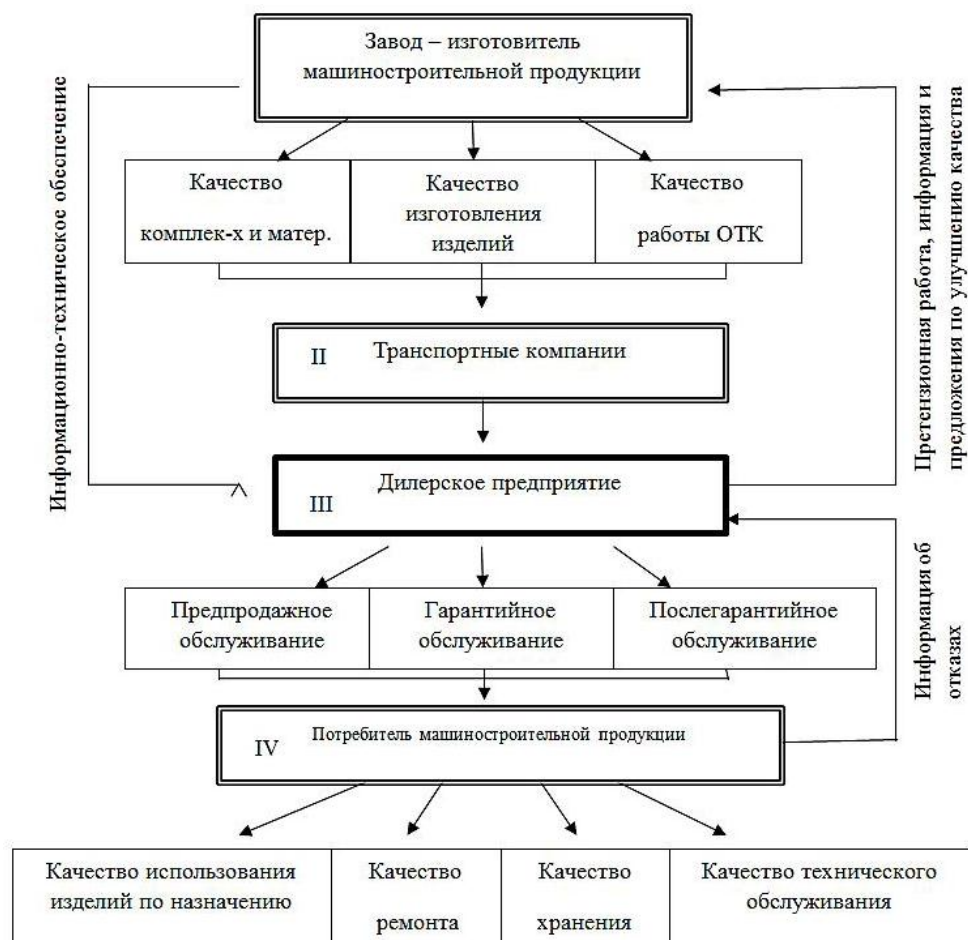 Завод – изготовитель
машиностроительной продукции
Информационно-техническое обеспечение
Претензионная работа, информация и
предложения по улучшению качества
Качество
комплек-х и матер.
Качество
изготовления
изделий
Качество
работы ОТК
II Транспортные компании
Дилерское предприятие
III
Информация об
отказах
Предпродажное
обслуживание
Гарантийное
обслуживание
Послегарантийное
обслуживание
IV Потребитель машиностроительной продукции
Качество использования
изделий по назначению
Качество
ремонта
Качество
хранения
Качество технического
обслуживания